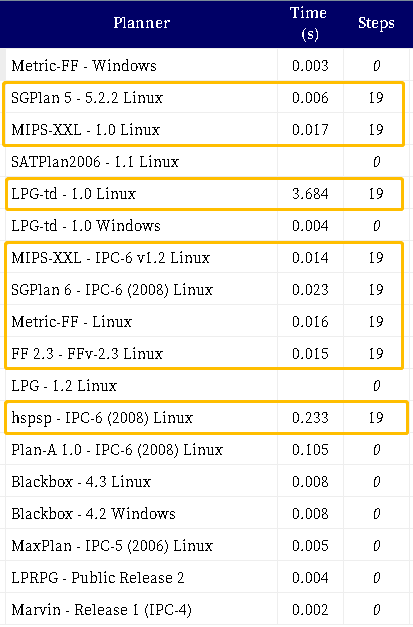 Planner Time (s) Steps
Metric-FF - Windows 0.003 0
SGPlan 5 - 5.2.2 Linux 0.006 19
MIPS-XXL - 1.0 Linux 0.017 19
SATPlan2006 - 1.1 Linux 0
LPG-td - 1.0 Linux 3.684 19
LPG-td - 1.0 Windows 0.004 0
MIPS-XXL - IPC-6 v1.2 Linux 0.014 19
SGPlan 6 - IPC-6 (2008) Linux 0.023 19
Metric-FF - Linux 0.016 19
FF 2.3 - FFv-2.3 Linux 0.015 19
LPG - 1.2 Linux 0
hspsp - IPC-6 (2008) Linux 0.233 19
Plan-A 1.0 - IPC-6 (2008) Linux 0.105 0
Blackbox - 4.3 Linux 0.008 0
Blackbox - 4.2 Windows 0.008 0
MaxPlan - IPC-5 (2006) Linux 0.005 0
LPRPG - Public Release 2 0.004 0
Marvin - Release 1 (IPC-4) 0.002 0